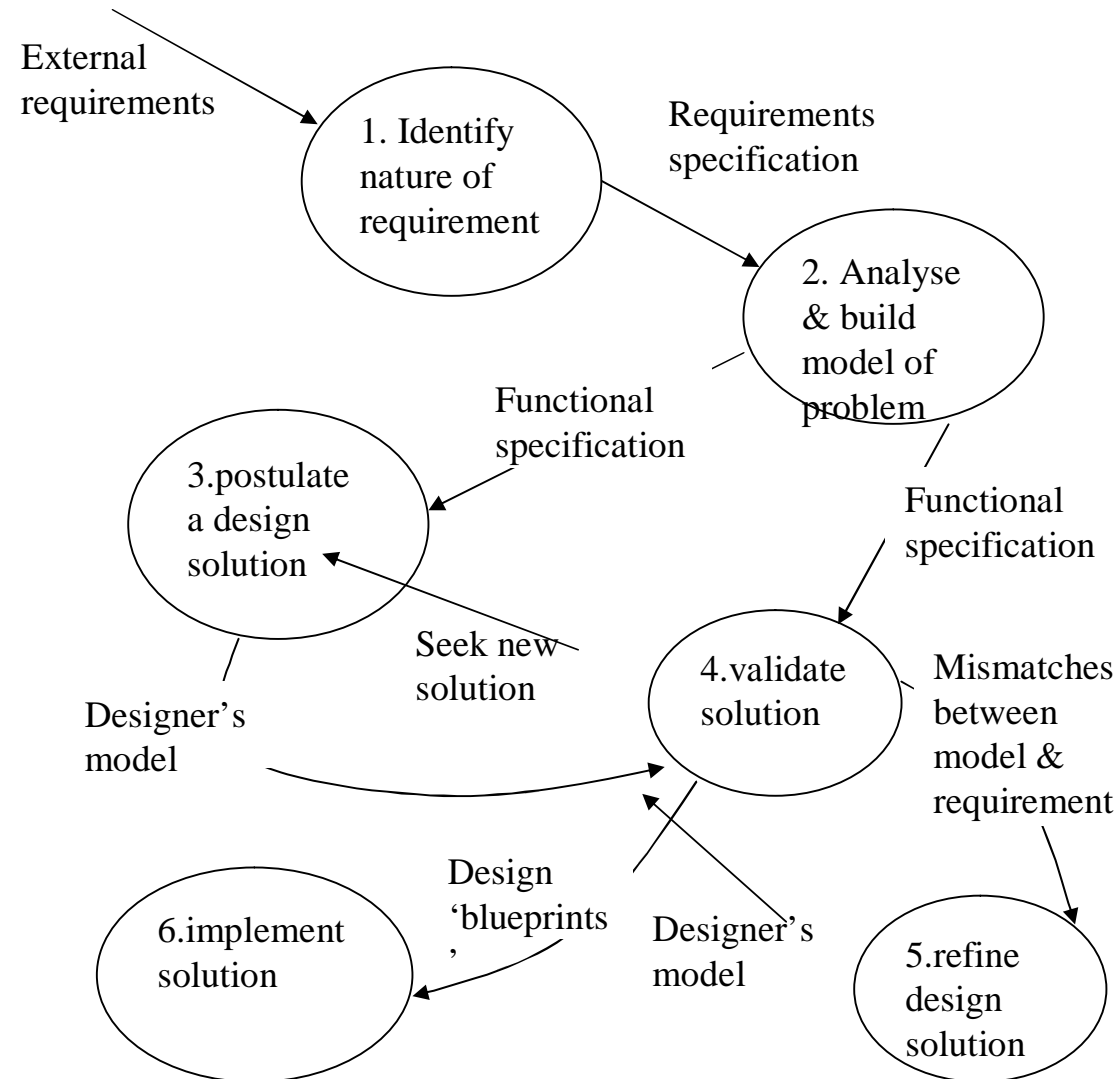 External
requirements
1. Identify
nature of
requirement
Requirements
specification
2. Analyse
& build
model of
problem
Functional
specification
3.postulate
a design
solution
Functional
specification
Seek new
solution
4.validate
solution
Mismatches
between
model &
requirement
Designer’s
model
Design
‘blueprints
’
6.implement
solution
Designer’s
model
5.refine
design
solution